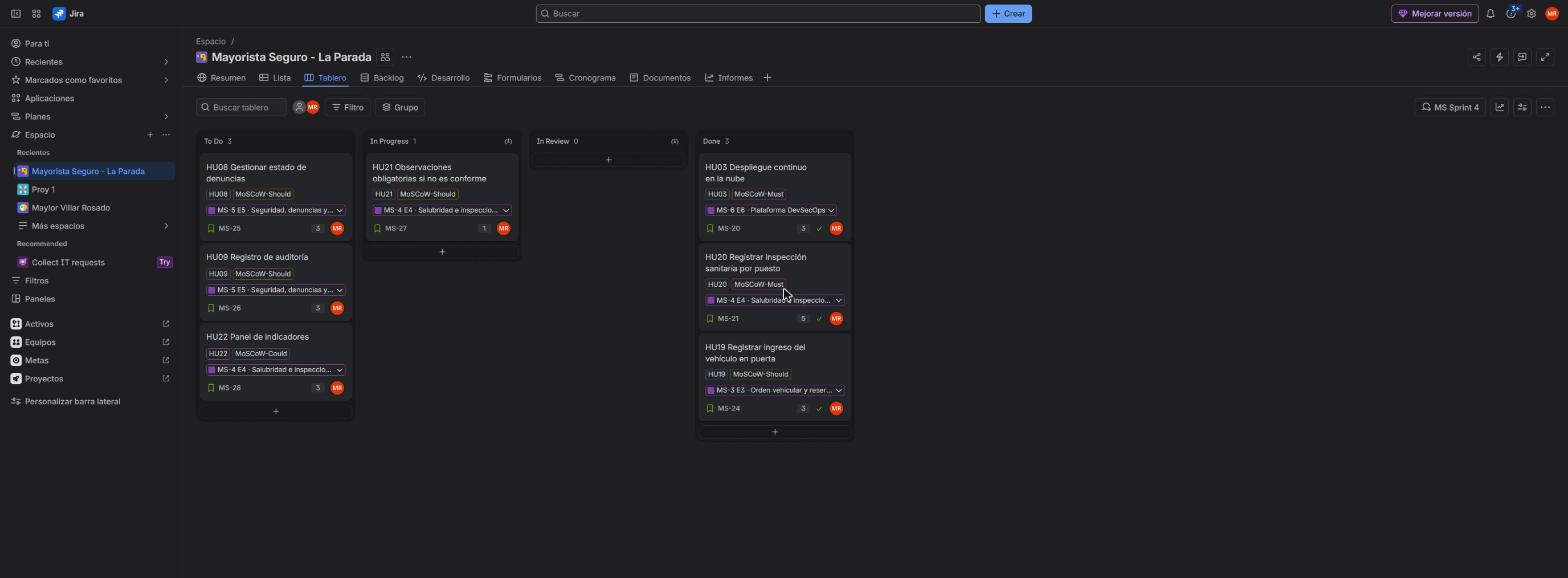 Jira
Buscar
+ Crear
Mejorar versión
3+
MR
Para ti
Recientes
Marcados como favoritos
Aplicaciones
Planes
Espacio
Recientes
Mayorista Seguro - La Parada
Proy 1
Maylor Villar Rosado
Más espacios
Recommended
Collect IT requests
Try
Filtros
Paneles
Activos
Equipos
Metas
Proyectos
Personalizar barra lateral
Espacio /
Mayorista Seguro - La Parada
Resumen
Lista
Tablero
Backlog
Desarrollo
Formularios
Cronograma
Documentos
Informes
Buscar tablero
MR
Filtro
Grupo
MS Sprint 4
To Do 3
HU08 Gestionar estado de
denuncias
HU08 MoSCoW-Should
MS-5 E5 · Seguridad, denuncias y...
MS-25 3 MR
HU09 Registro de auditoría
HU09 MoSCoW-Should
MS-5 E5 · Seguridad, denuncias y...
MS-26 3 MR
HU22 Panel de indicadores
HU22 MoSCoW-Could
MS-4 E4 · Salubridad e inspeccio...
MS-28 3 MR
In Progress 1
HU21 Observaciones
obligatorias si no es conforme
HU21 MoSCoW-Should
MS-4 E4 · Salubridad e inspeccio...
MS-27 1 MR
In Review 0
Done 3
HU03 Despliegue continuo
en la nube
HU03 MoSCoW-Must
MS-6 E6 · Plataforma DevSecOps
MS-20 3 MR
HU20 Registrar inspección
sanitaria por puesto
HU20 MoSCoW-Must
MS-4 E4 · Salubridad e inspeccio...
MS-21 5 MR
HU19 Registrar ingreso del
vehículo en puerta
HU19 MoSCoW-Should
MS-3 E3 · Orden vehicular y reser...
MS-24 3 MR